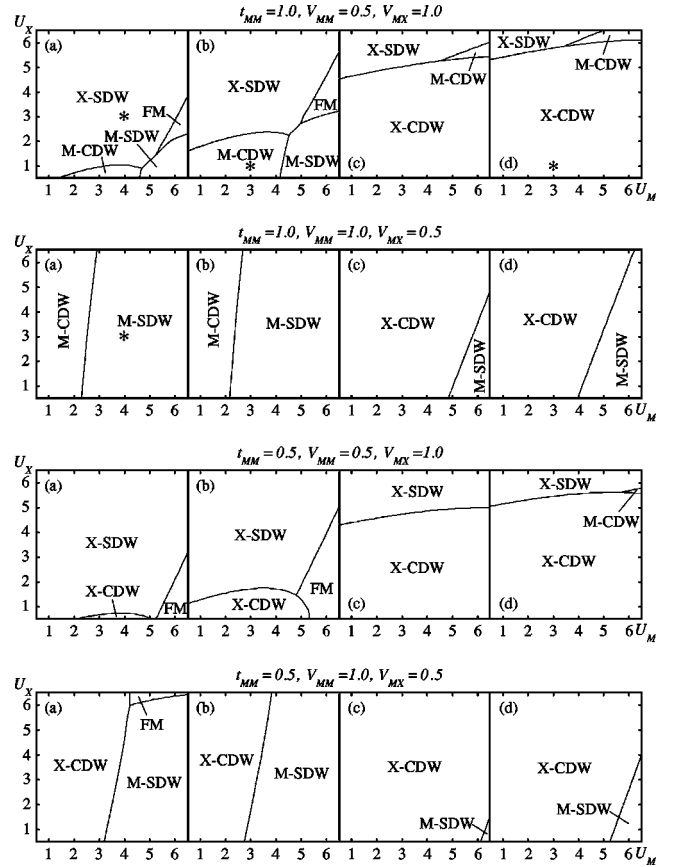 t_MM=1.0, V_MM=0.5, V_MX=1.0
U_X
(a) (b)
X-SDW M-CDW X-SDW M-CDW
X-SDW X-SDW
FM FM
* M-SDW X-CDW X-CDW
M-CDW M-CDW * M-SDW (c) (d) *
6 5 4 3 2 1
1 2 3 4 5 6 1 2 3 4 5 6 1 2 3 4 5 6 1 2 3 4 5 6 U_M
t_MM=1.0, V_MM=1.0, V_MX=0.5
(a) (b) (c) (d)
M-CDW M-SDW * M-CDW M-SDW X-CDW M-SDW X-CDW M-SDW
6 5 4 3 2 1
1 2 3 4 5 6 1 2 3 4 5 6 1 2 3 4 5 6 1 2 3 4 5 6
t_MM=0.5, V_MM=0.5, V_MX=1.0
(a) (b)
X-SDW X-SDW
M-CDW
X-SDW X-SDW
X-CDW FM X-CDW FM X-CDW X-CDW
(c) (d)
6 5 4 3 2 1
1 2 3 4 5 6 1 2 3 4 5 6 1 2 3 4 5 6 1 2 3 4 5 6 U_M
t_MM=0.5, V_MM=1.0, V_MX=0.5
U_X
(a) (b) (c) (d)
FM
X-CDW M-SDW X-CDW M-SDW X-CDW M-SDW X-CDW M-SDW
6 5 4 3 2 1
1 2 3 4 5 6 1 2 3 4 5 6 1 2 3 4 5 6 1 2 3 4 5 6 U_M